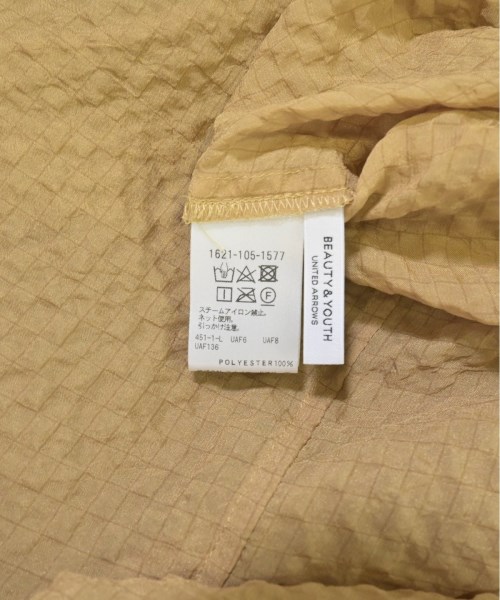 1621-105-1577
スチームアイロン禁止。
ネット使用。
引っかけ注意。
451-1-L UAF6 UAF8
UAF136
POLYESTER100%
BEAUTY&YOUTH
UNITED ARROWS